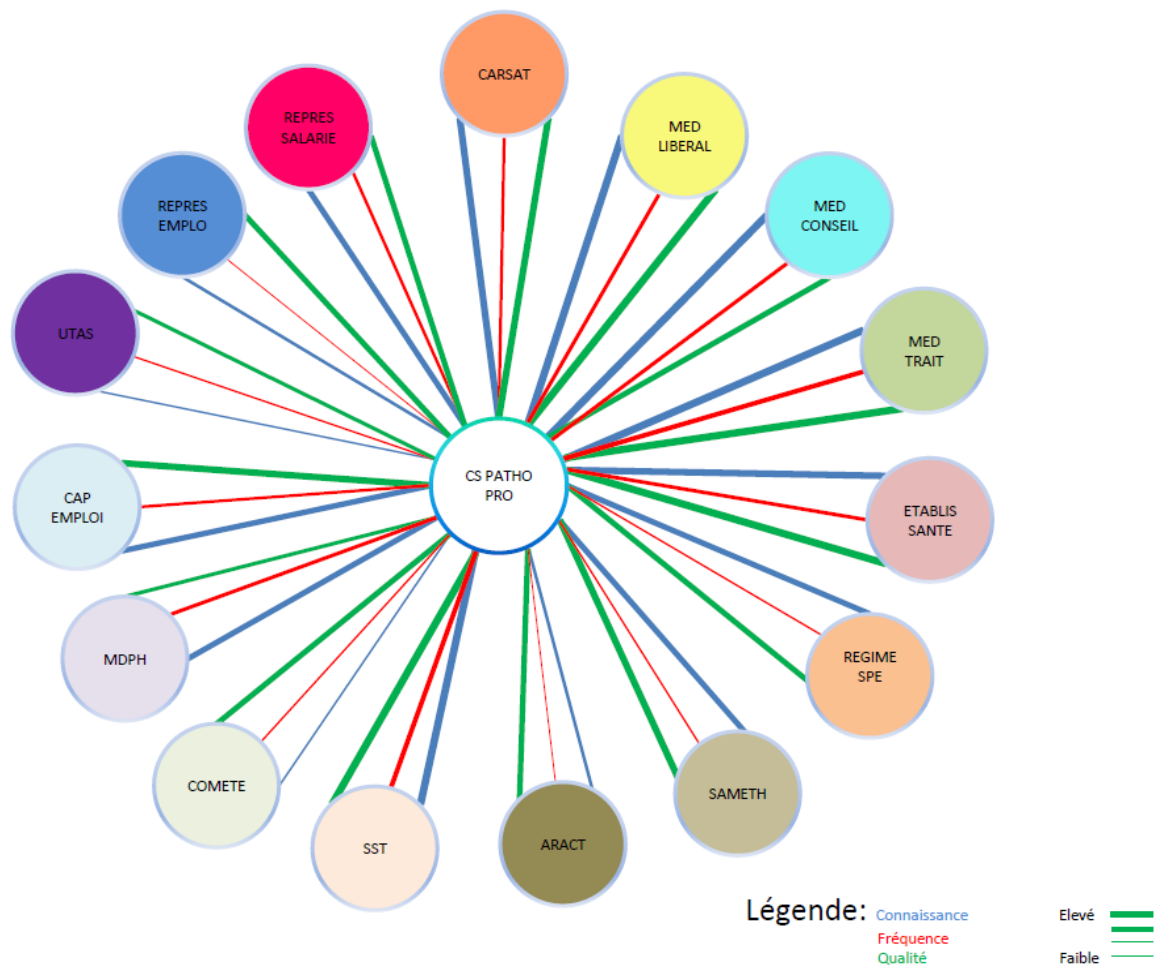 CARSAT
REPRES
SALARIE
MED
LIBERAL
REPRES
EMPLO
MED
CONSEIL
UTAS
MED
TRAIT
CS PATHO
PRO
CAP
EMPLOI
ETABLIS
SANTE
MDPH
REGIME
SPE
COMETE
SAMETH
SST
ARACT
Légende: Connaissance Elevé
Fréquence
Qualité Faible